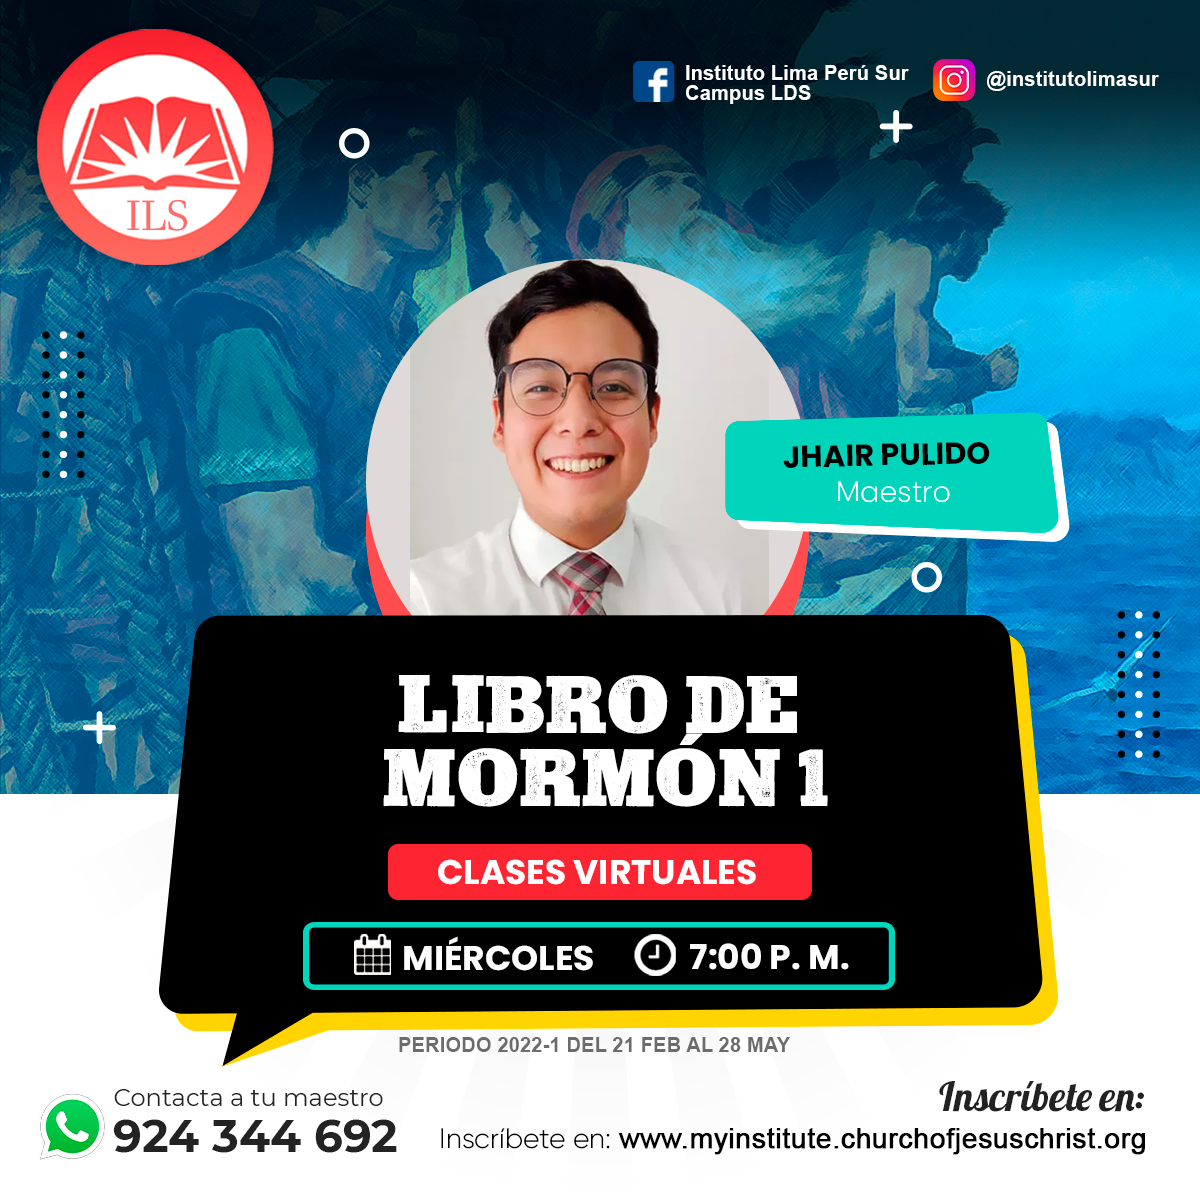 ILS
Instituto Lima Perú Sur
Campus LDS
@institutolimasur
JHAIR PULIDO
Maestro
LIBRO DE
MORMÓN 1
CLASES VIRTUALES
MIÉRCOLES
7:00 P. M.
PERIODO 2022-1 DEL 21 FEB AL 28 MAY
Contacta a tu maestro
924 344 692
Inscríbete en:
Inscríbete en: www.myinstitute.churchofjesuschrist.org